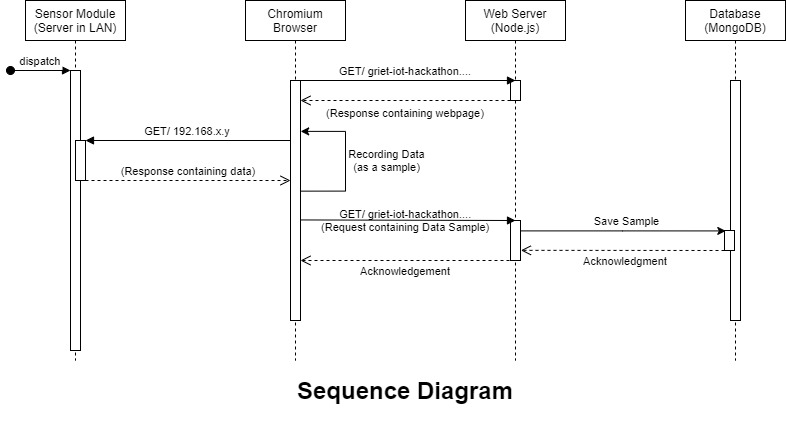 Sensor Module
(Server in LAN)
Chromium
Browser
Web Server
(Node.js)
Database
(MongoDB)
dispatch
GET/ griet-iot-hackathon....
(Response containing webpage)
GET/ 192.168.x.y
Recording Data
(as a sample)
(Response containing data)
GET/ griet-iot-hackathon....
(Request containing Data Sample)
Save Sample
Acknowledgment
Acknowledgement
Sequence Diagram